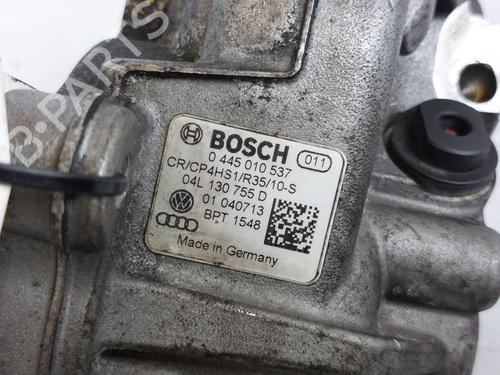 BOSCH
011
0 445 010 537
CR/CP4HS1/R35/10-S
04L 130 755 D
01 040713
BPT 1548
Made in Germany
B-PARTS